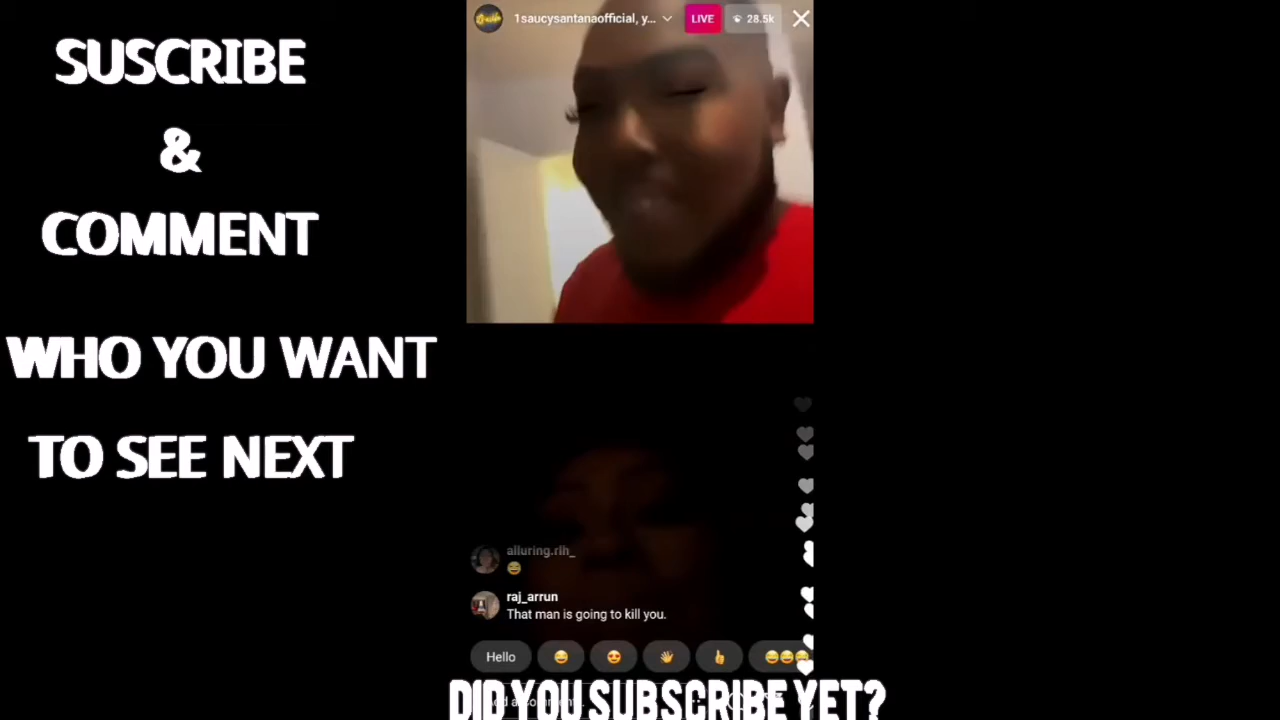 SUSCRIBE
&
COMMENT
WHO YOU WANT
TO SEE NEXT
1saucysantanaofficial, y...
LIVE
28.5k
alluring.rlh_
raj_arrun
That man is going to kill you.
Hello
DID YOU SUBSCRIBE YET?